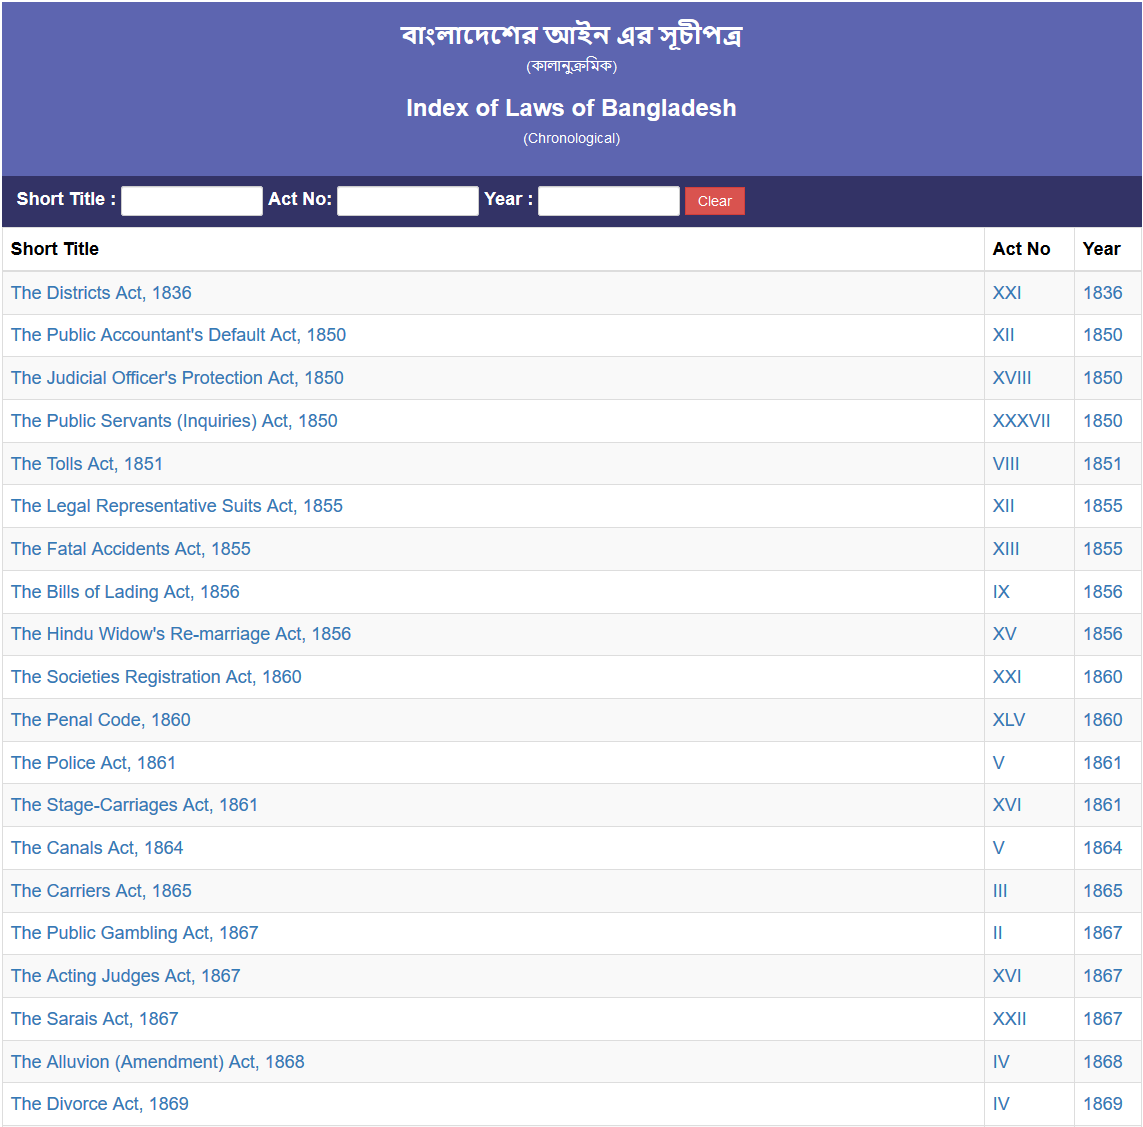 বাংলাদেশের আইন এর সূচীপত্র
(কালানুক্রমিক)
Index of Laws of Bangladesh
(Chronological)
Short Title : Act No: Year : Clear
Short Title Act No Year
The Districts Act, 1836 XXI 1836
The Public Accountant's Default Act, 1850 XII 1850
The Judicial Officer's Protection Act, 1850 XVIII 1850
The Public Servants (Inquiries) Act, 1850 XXXVII 1850
The Tolls Act, 1851 VIII 1851
The Legal Representative Suits Act, 1855 XII 1855
The Fatal Accidents Act, 1855 XIII 1855
The Bills of Lading Act, 1856 IX 1856
The Hindu Widow's Re-marriage Act, 1856 XV 1856
The Societies Registration Act, 1860 XXI 1860
The Penal Code, 1860 XLV 1860
The Police Act, 1861 V 1861
The Stage-Carriages Act, 1861 XVI 1861
The Canals Act, 1864 V 1864
The Carriers Act, 1865 III 1865
The Public Gambling Act, 1867 II 1867
The Acting Judges Act, 1867 XVI 1867
The Sarais Act, 1867 XXII 1867
The Alluvion (Amendment) Act, 1868 IV 1868
The Divorce Act, 1869 IV 1869